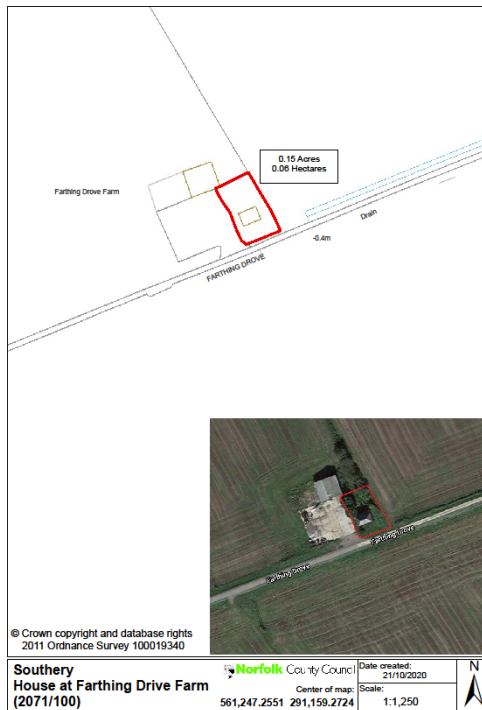 0.15 Acres
0.06 Hectares
Farthing Drove Farm
Drain
-0.4m
FARTHING DROVE
Farthing Drove
Farthing Drove
© Crown copyright and database rights
2011 Ordnance Survey 100019340
Southery
House at Farthing Drive Farm
(2071/100)
Norfolk County Council
Center of map:
561,247.2551 291,159.2724
Date created:
21/10/2020
Scale:
1:1,250
N